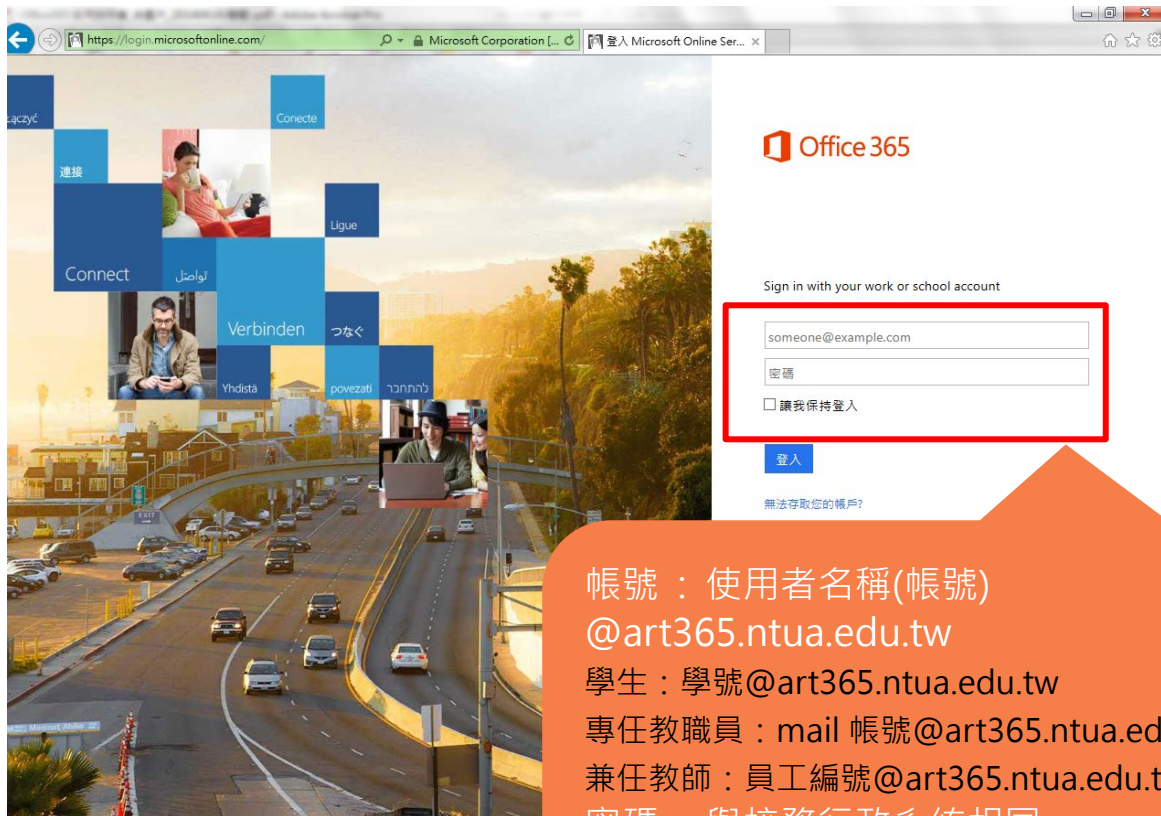 https://login.microsoftonline.com/
Microsoft Corporation [...
登入 Microsoft Online Ser...
Conecte
連接
Ligue
Connect
تواصل
Verbinden
つなぐ
Yhdistä
povezati
להתחבר
EXIT
Office 365
Sign in with your work or school account
someone@example.com
密碼
讓我保持登入
登入
無法存取您的帳戶?
帳號 : 使用者名稱(帳號)
@art365.ntua.edu.tw
學生：學號@art365.ntua.edu.tw
專任教職員：mail 帳號@art365.ntua.ed
兼任教師：員工編號@art365.ntua.edu.t